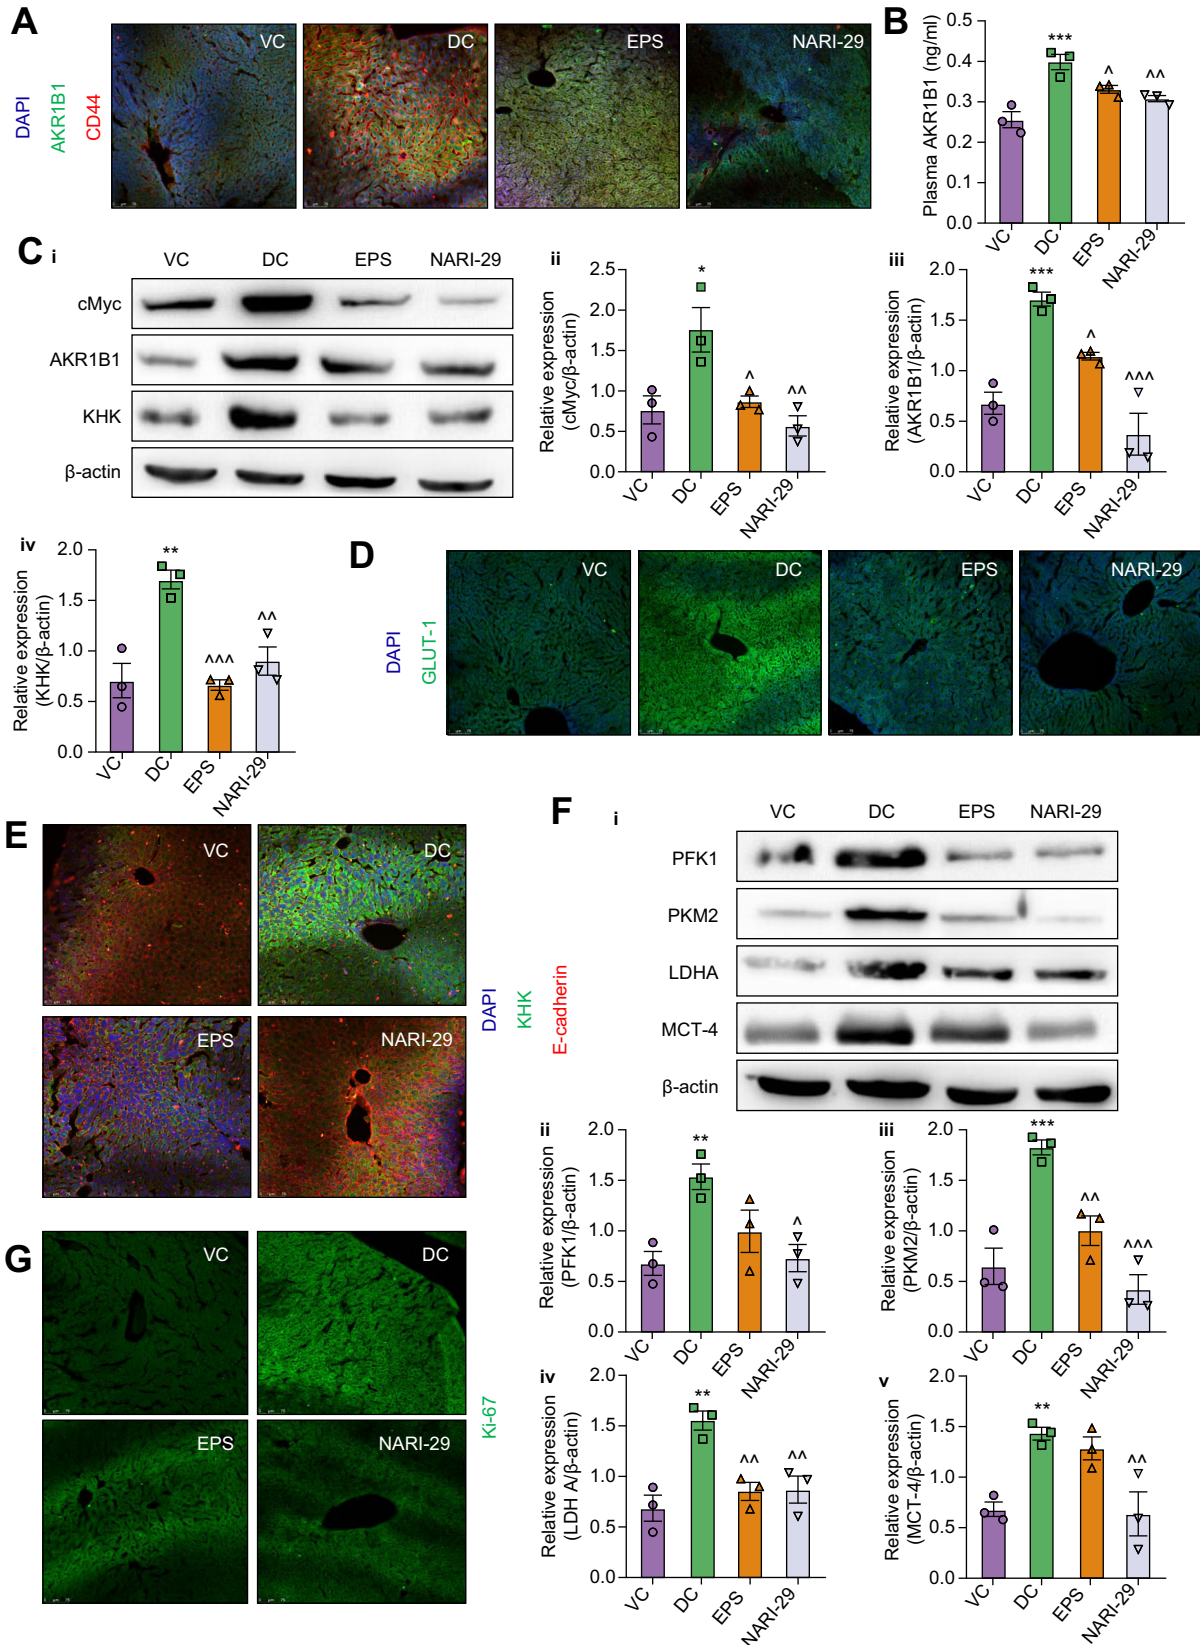 A
VC
DC
EPS
NARI-29
DAPI
AKR1B1
CD44
B
Plasma AKR1B1 (ng/ml)
0.5
0.4
0.3
0.2
0.1
0.0
***
^
^^
VC
DC
EPS
NARI-29
C
i
VC
DC
EPS
NARI-29
cMyc
AKR1B1
KHK
β-actin
ii
Relative expression
(cMyc/β-actin)
2.5
2.0
1.5
1.0
0.5
0.0
*
^
^^
VC
DC
EPS
NARI-29
iii
Relative expression
(AKR1B1/β-actin)
2.0
1.5
1.0
0.5
0.0
***
^
^^^
VC
DC
EPS
NARI-29
iv
Relative expression
(KHK/β-actin)
2.0
1.5
1.0
0.5
0.0
**
^^^
^^
VC
DC
EPS
NARI-29
D
DAPI
GLUT-1
VC
DC
EPS
NARI-29
E
VC
DC
EPS
NARI-29
DAPI
KHK
E-cadherin
F
i
VC
DC
EPS
NARI-29
PFK1
PKM2
LDHA
MCT-4
β-actin
ii
Relative expression
(PFK1/β-actin)
2.0
1.5
1.0
0.5
0.0
**
^
VC
DC
EPS
NARI-29
iii
Relative expression
(PKM2/β-actin)
2.0
1.5
1.0
0.5
0.0
***
^^
^^^
VC
DC
EPS
NARI-29
iv
Relative expression
(LDH A/β-actin)
2.0
1.5
1.0
0.5
0.0
**
^^
^^
VC
DC
EPS
NARI-29
v
Relative expression
(MCT-4/β-actin)
2.0
1.5
1.0
0.5
0.0
**
^^
VC
DC
EPS
NARI-29
G
VC
DC
EPS
NARI-29
Ki-67